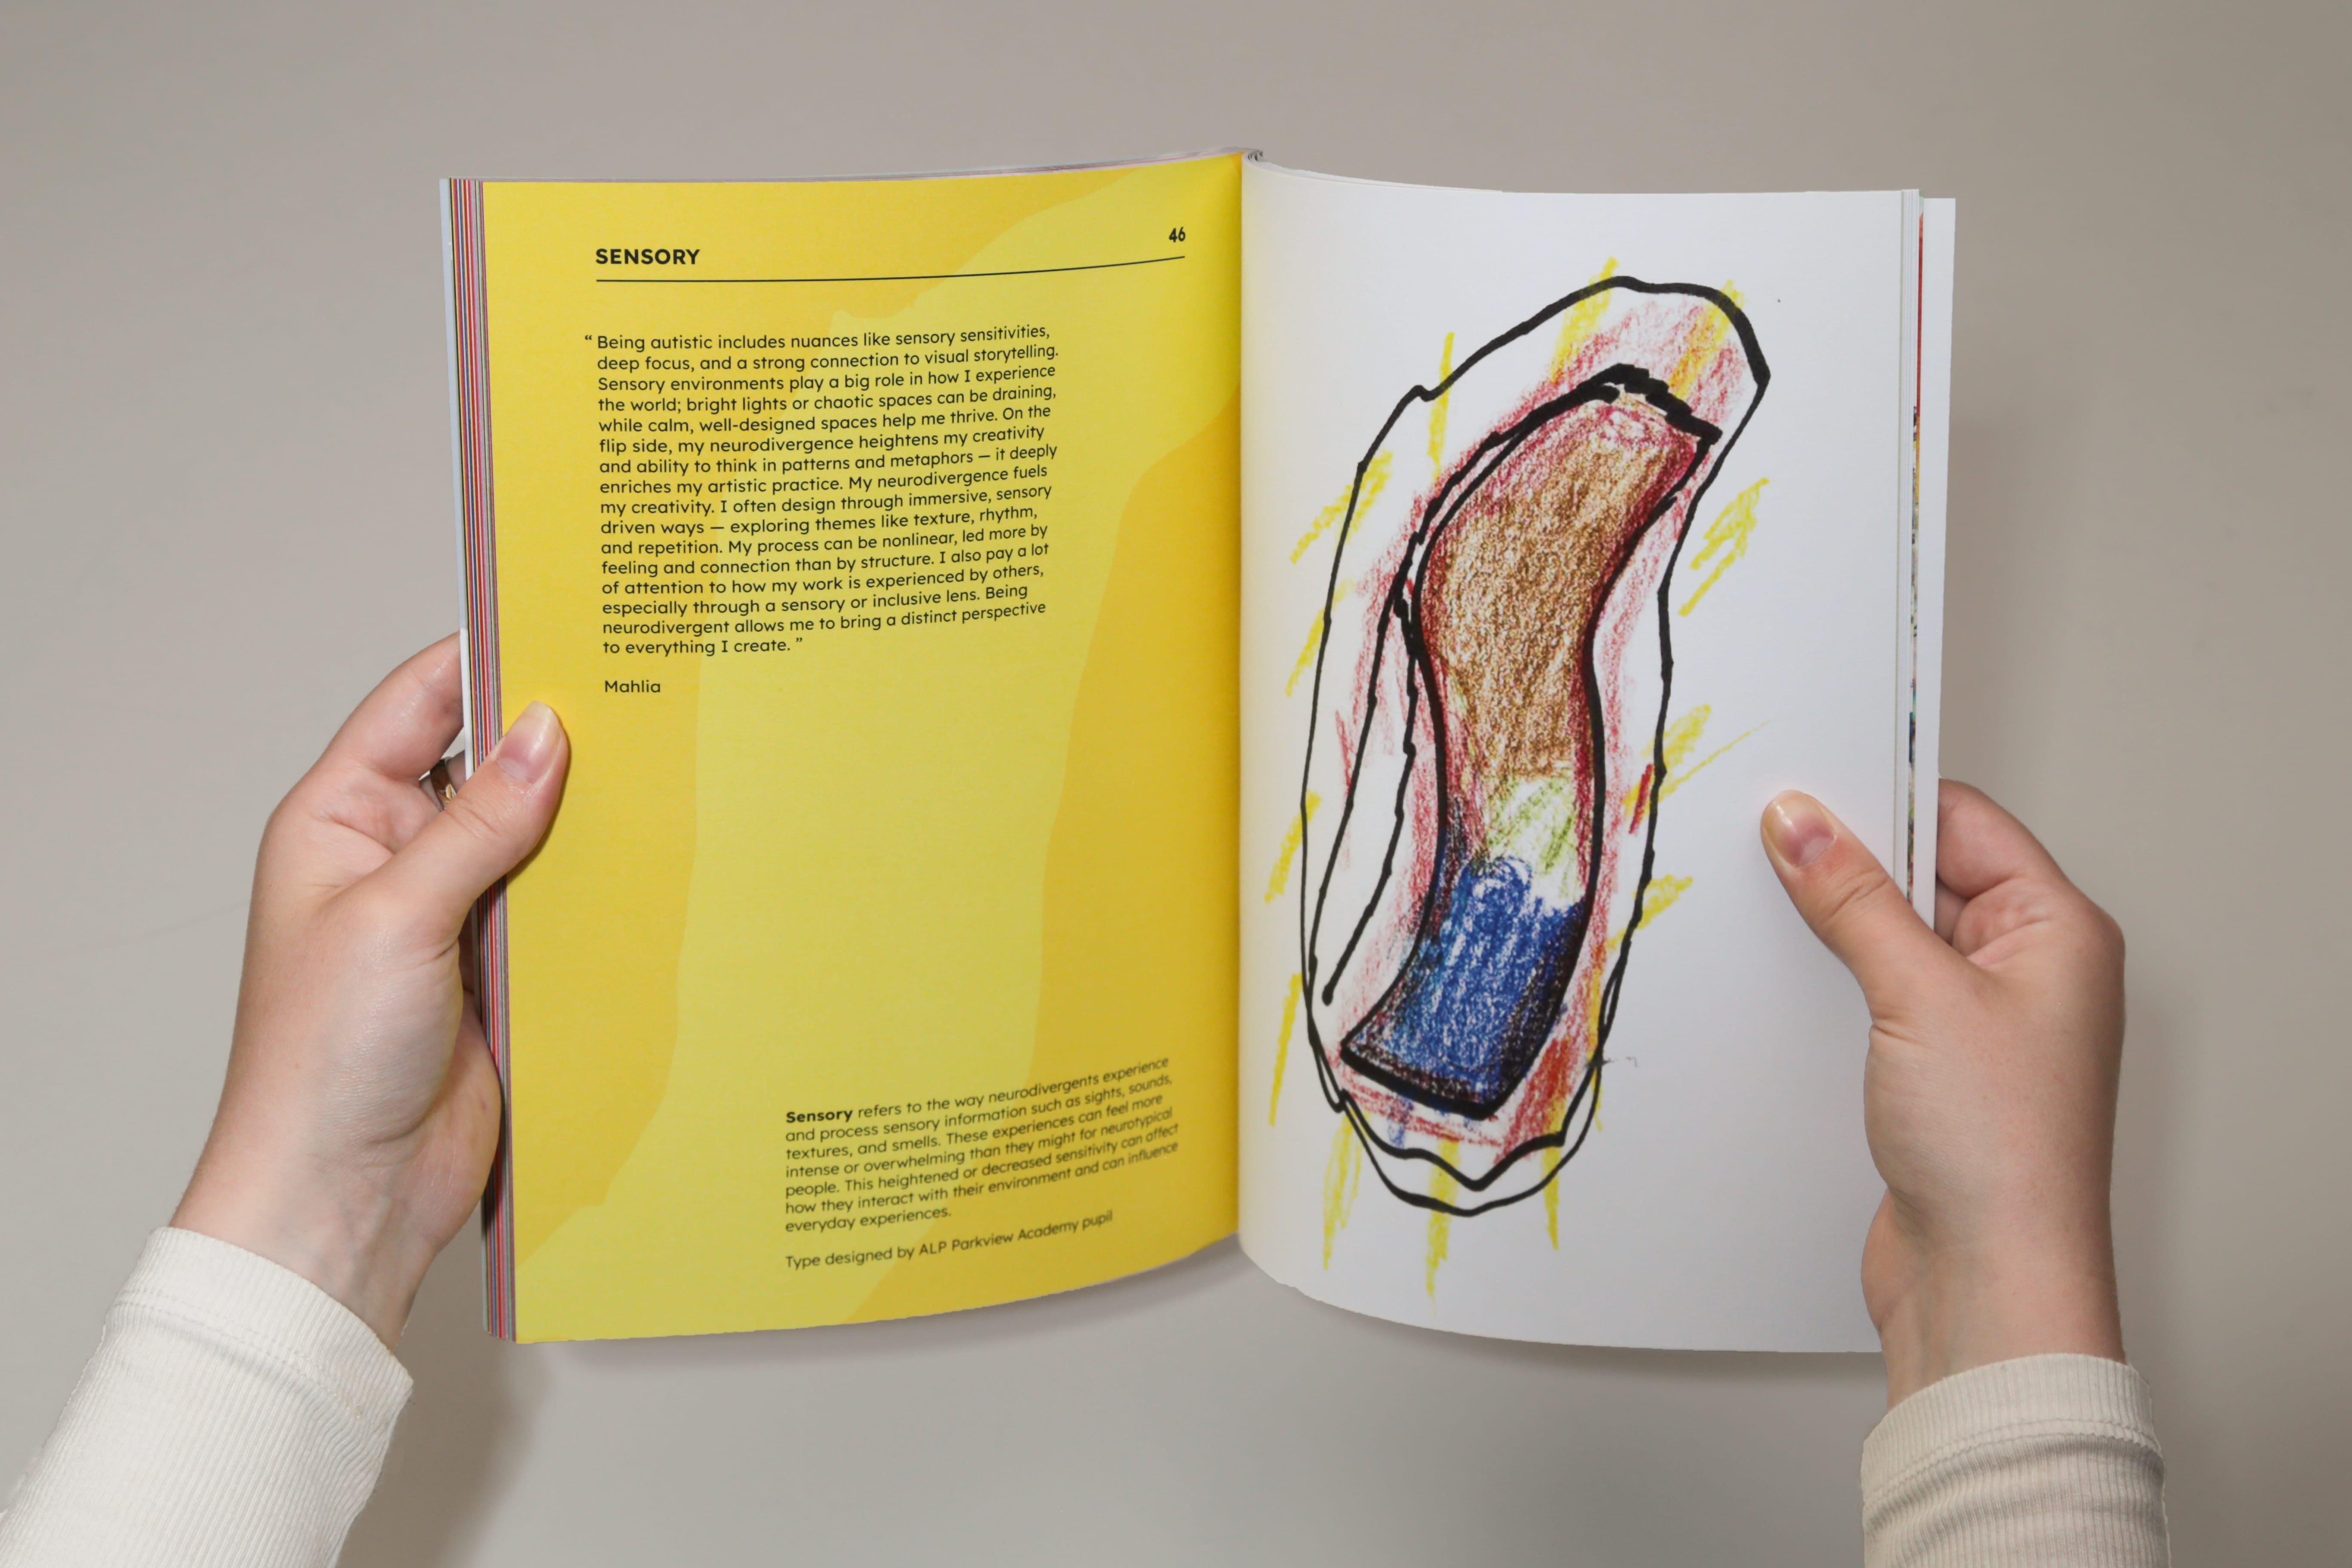 SENSORY
46
“ Being autistic includes nuances like sensory sensitivities,
deep focus, and a strong connection to visual storytelling.
Sensory environments play a big role in how I experience
the world; bright lights or chaotic spaces can be draining,
while calm, well-designed spaces help me thrive. On the
flip side, my neurodivergence heightens my creativity
and ability to think in patterns and metaphors — it deeply
enriches my artistic practice. My neurodivergence fuels
my creativity. I often design through immersive, sensory
driven ways — exploring themes like texture, rhythm,
and repetition. My process can be nonlinear, led more by
feeling and connection than by structure. I also pay a lot
of attention to how my work is experienced by others,
especially through a sensory or inclusive lens. Being
neurodivergent allows me to bring a distinct perspective
to everything I create. ”
Mahlia
Sensory refers to the way neurodivergents experience
and process sensory information such as sights, sounds,
textures, and smells. These experiences can feel more
intense or overwhelming than they might for neurotypical
people. This heightened or decreased sensitivity can affect
how they interact with their environment and can influence
everyday experiences.
Type designed by ALP Parkview Academy pupil